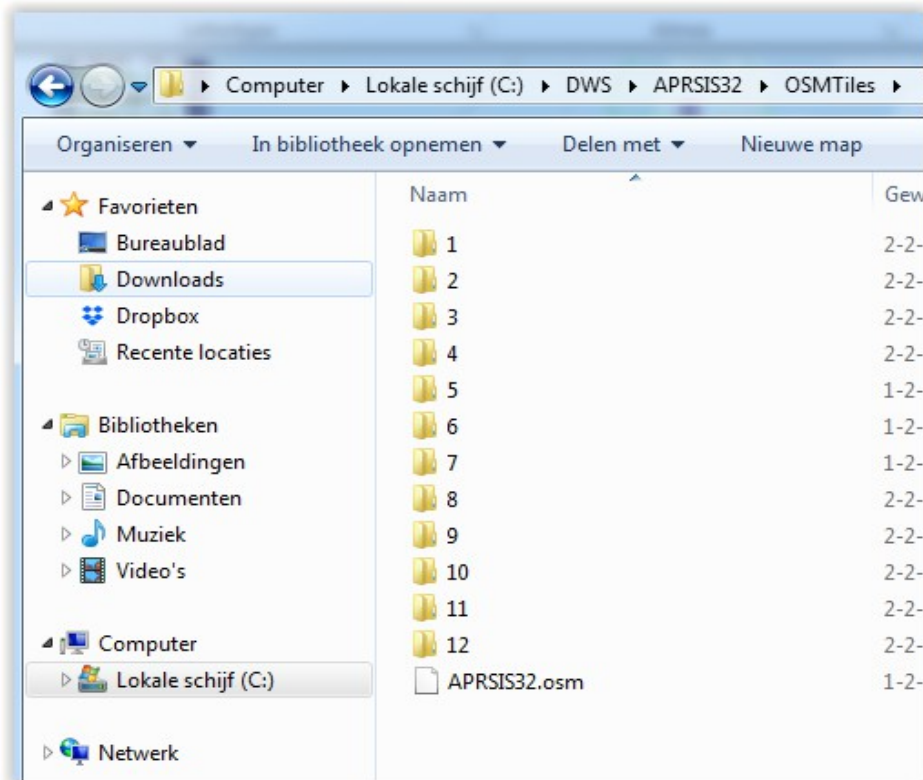 Computer ▸ Lokale schijf (C:) ▸ DWS ▸ APRSIS32 ▸ OSMTiles ▸
Organiseren In bibliotheek opnemen Delen met Nieuwe map
Favorieten
Bureaublad
Downloads
Dropbox
Recente locaties
Bibliotheken
Afbeeldingen
Documenten
Muziek
Video's
Computer
Lokale schijf (C:)
Netwerk
Naam Gew
1 2-2-
2 2-2-
3 2-2-
4 2-2-
5 1-2-
6 1-2-
7 1-2-
8 2-2-
9 2-2-
10 2-2-
11 2-2-
12 2-2-
APRSIS32.osm 1-2-